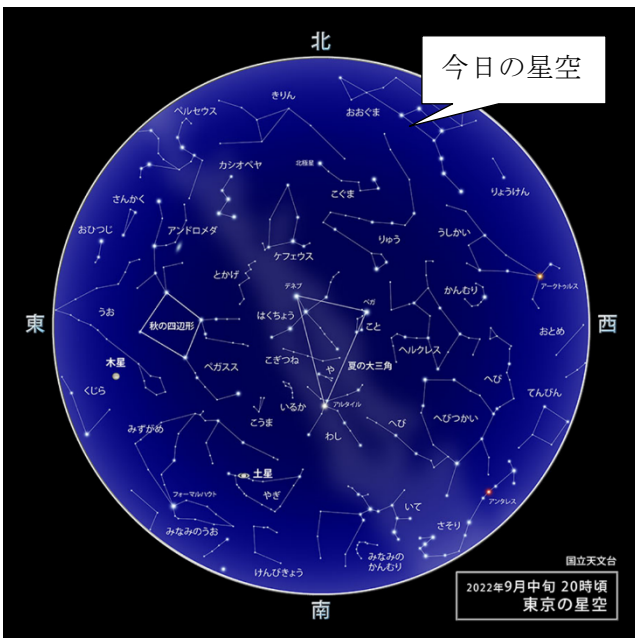 北
今日の星空
きりん
おおぐま
ペルセウス
カシオペヤ
北極星
こぐま
りょうけん
さんかく
おひつじ
アンドロメダ
りゅう
うしかい
ケフェウス
とかげ
デネブ
ベガ
かんむり
アークトゥルス
うお
はくちょう
こと
東
秋の四辺形
おとめ
西
ヘルクレス
木星
こぎつね
や
夏の大三角
ペガスス
くじら
へび
てんびん
いるか
アルタイル
こうま
みずがめ
わし
へび
へびつかい
土星
フォーマルハウト
やぎ
いて
アンタレス
さそり
みなみのうお
みなみの
かんむり
けんびきょう
南
国立天文台
2022年9月中旬 20時頃
東京の星空